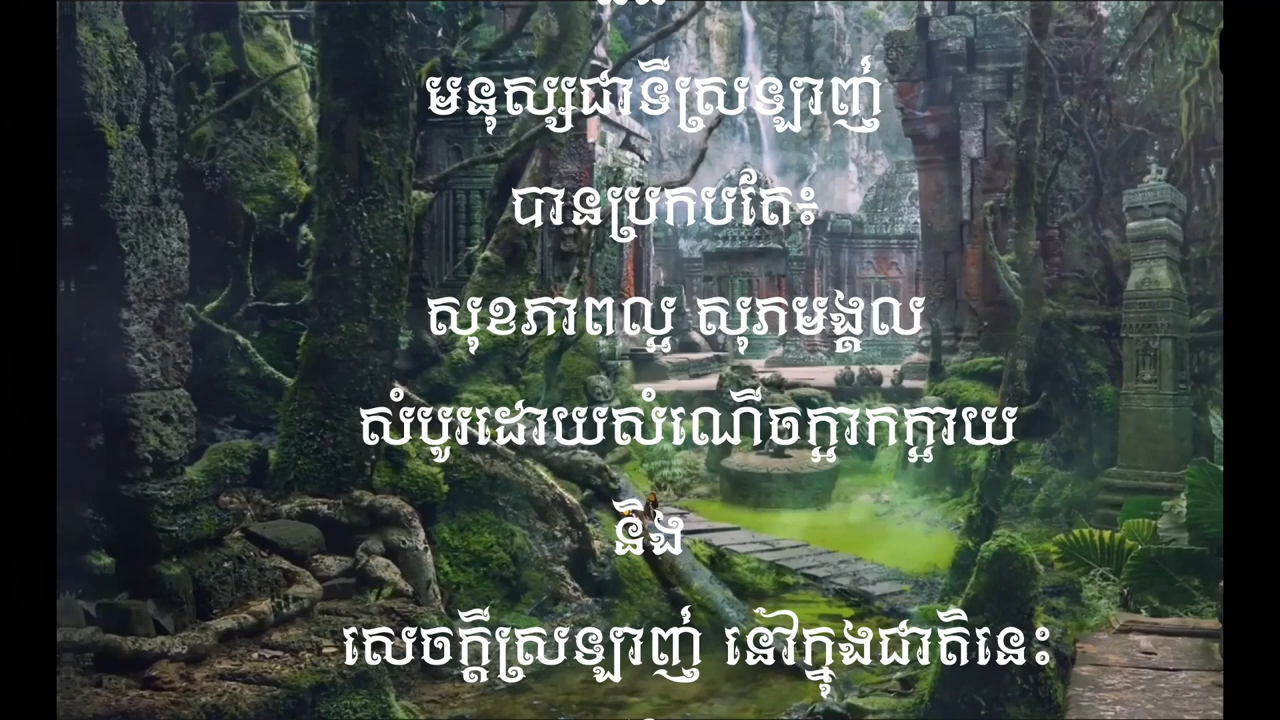 មនុស្សជាទីស្រឡាញ់
បានប្រកបតែ៖
សុខភាពល្អ សុភមង្គល
សំបូរដោយសំណើចក្អាកក្អាយ
និង
សេចក្តីស្រឡាញ់ នៅក្នុងជាតិនេះ